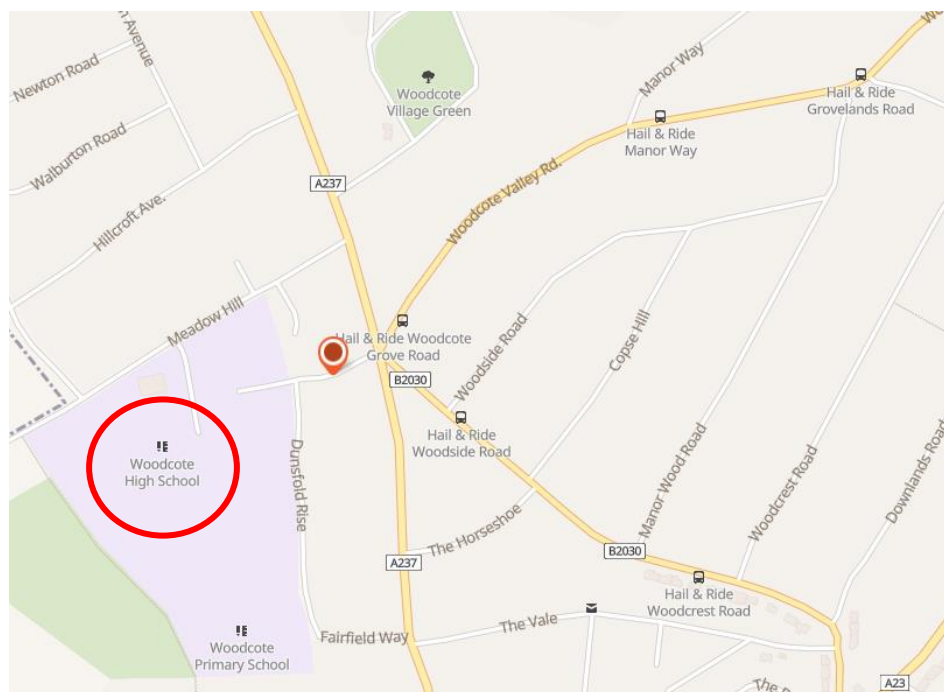 Avenue
Newton Road
Walburton Road
Hillcroft Ave.
Woodcote
Village Green
A237
Manor Way
Hail & Ride
Grovelands Road
Hail & Ride
Manor Way
Woodcote Valley Rd.
Meadow Hill
Hail & Ride Woodcote
Grove Road
B2030
Woodside Road
Copse Hill
Hail & Ride
Woodside Road
Woodcote
High School
Dunsfold Rise
Manor Wood Road
Woodcrest Road
Downlands Road
The Horseshoe
A237
B2030
Hail & Ride
Woodcrest Road
The Vale
Fairfield Way
Woodcote
Primary School
A23
The